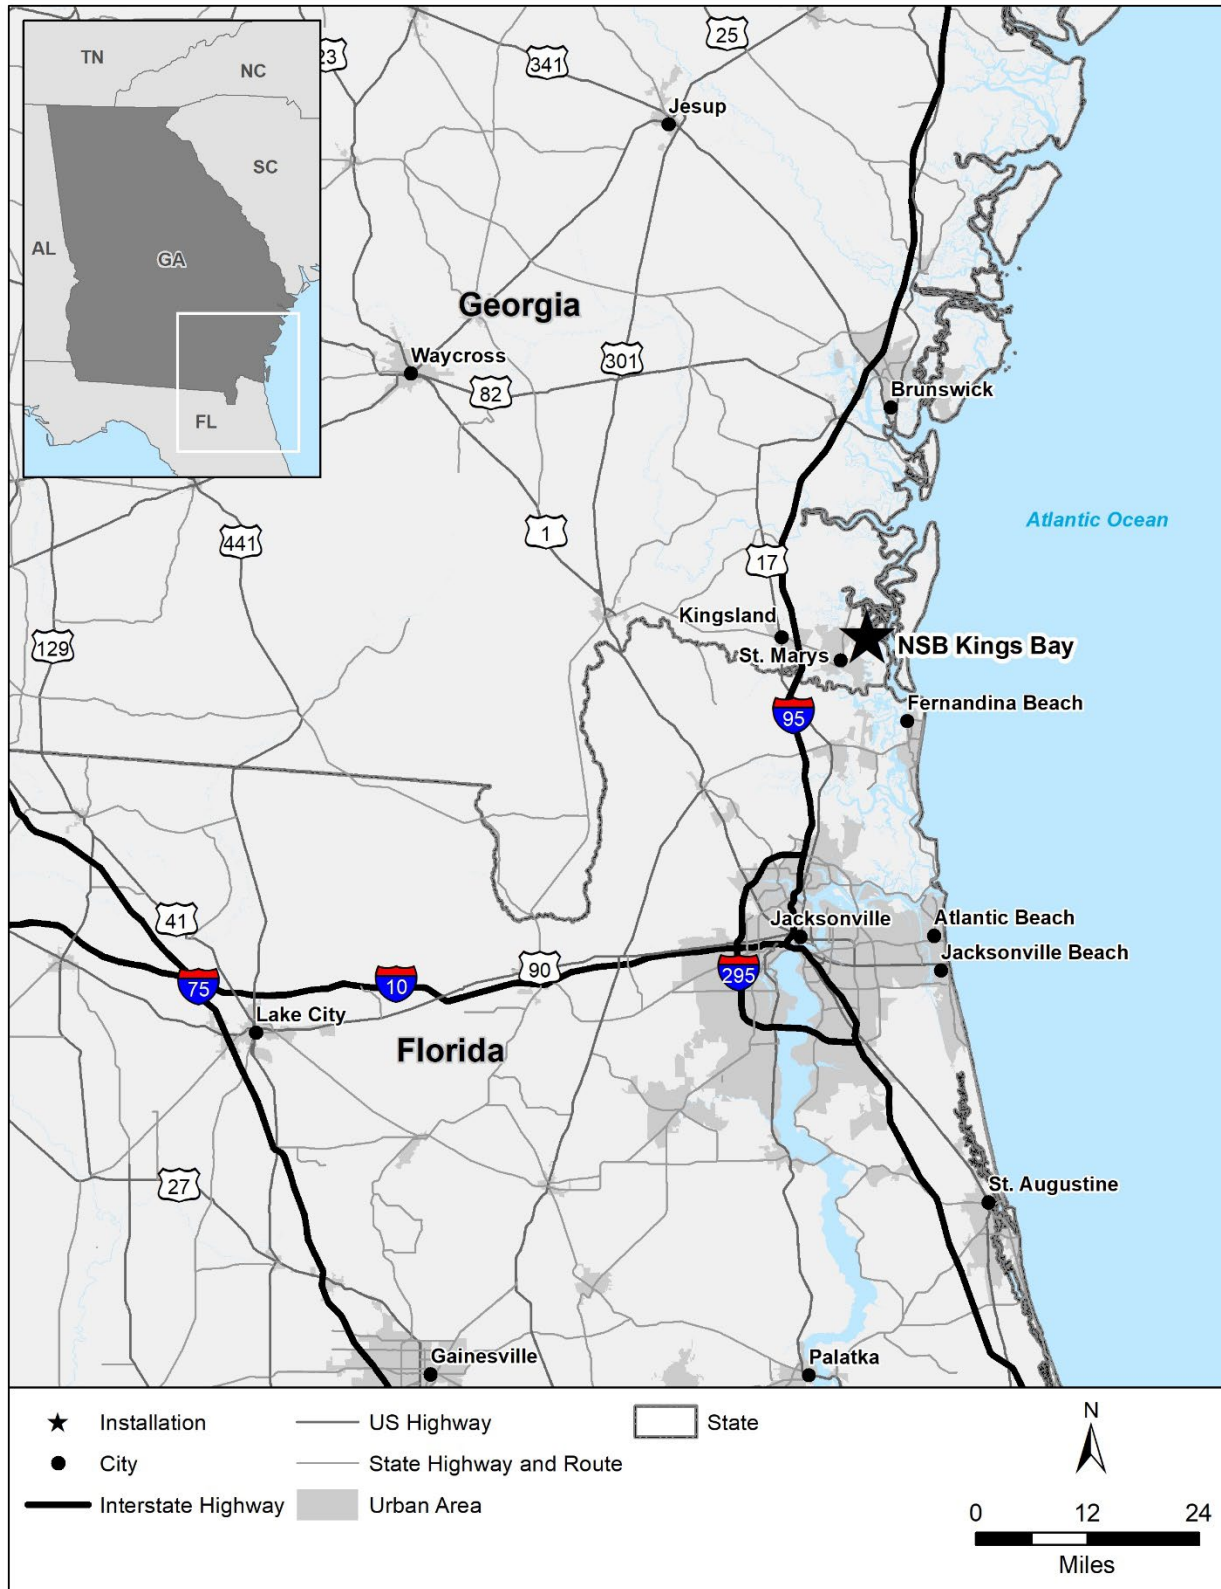 TN
NC
SC
AL
GA
FL
23
341
25
Jesup
Georgia
Waycross
82
301
Brunswick
Atlantic Ocean
441
1
17
129
Kingsland
St. Marys
NSB Kings Bay
Fernandina Beach
95
41
Jacksonville
Atlantic Beach
Jacksonville Beach
75
10
90
295
Lake City
Florida
27
St. Augustine
Gainesville
Palatka
Installation
US Highway
State
City
State Highway and Route
Interstate Highway
Urban Area
N
0 12 24
Miles